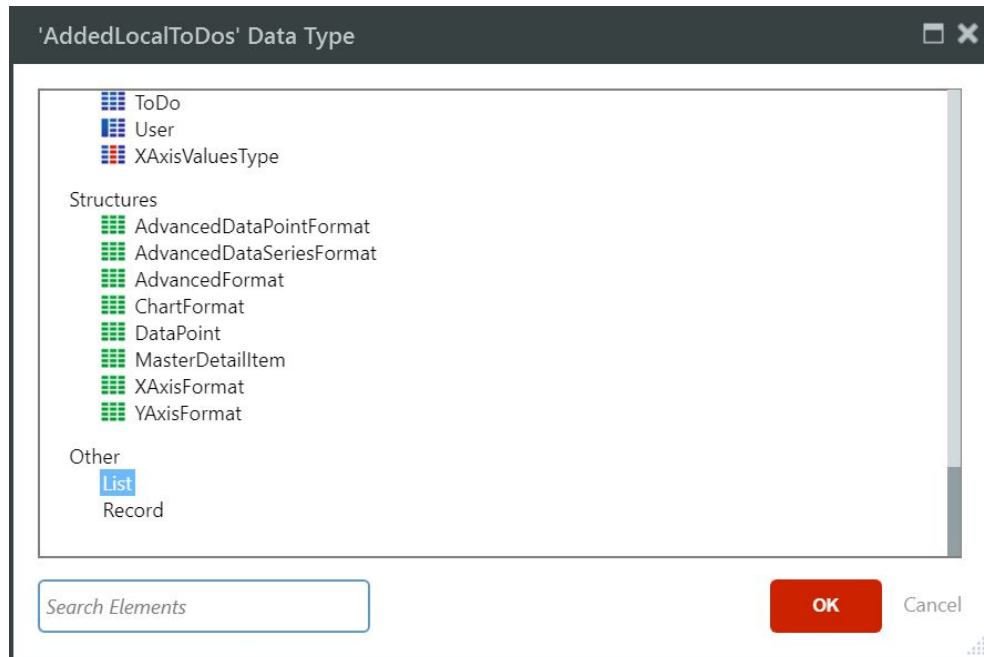 'AddedLocalToDos' Data Type
ToDo
User
XAxisValuesType
Structures
AdvancedDataPointFormat
AdvancedDataSeriesFormat
AdvancedFormat
ChartFormat
DataPoint
MasterDetailItem
XAxisFormat
YAxisFormat
Other
List
Record
Search Elements
OK
Cancel